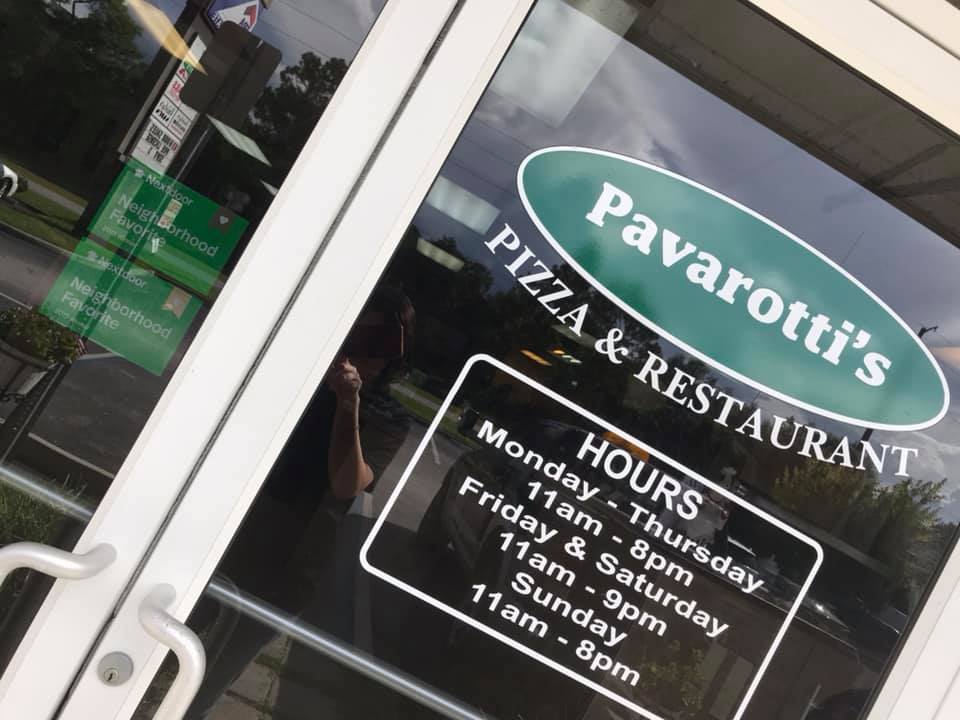 Nextdoor
Neighborhood
Favorite
Nextdoor
Neighborhood
Favorite
Pavarotti's
PIZZA & RESTAURANT
HOURS
Monday - Thursday
11am - 8pm
Friday & Saturday
11am - 9pm
Sunday
11am - 8pm